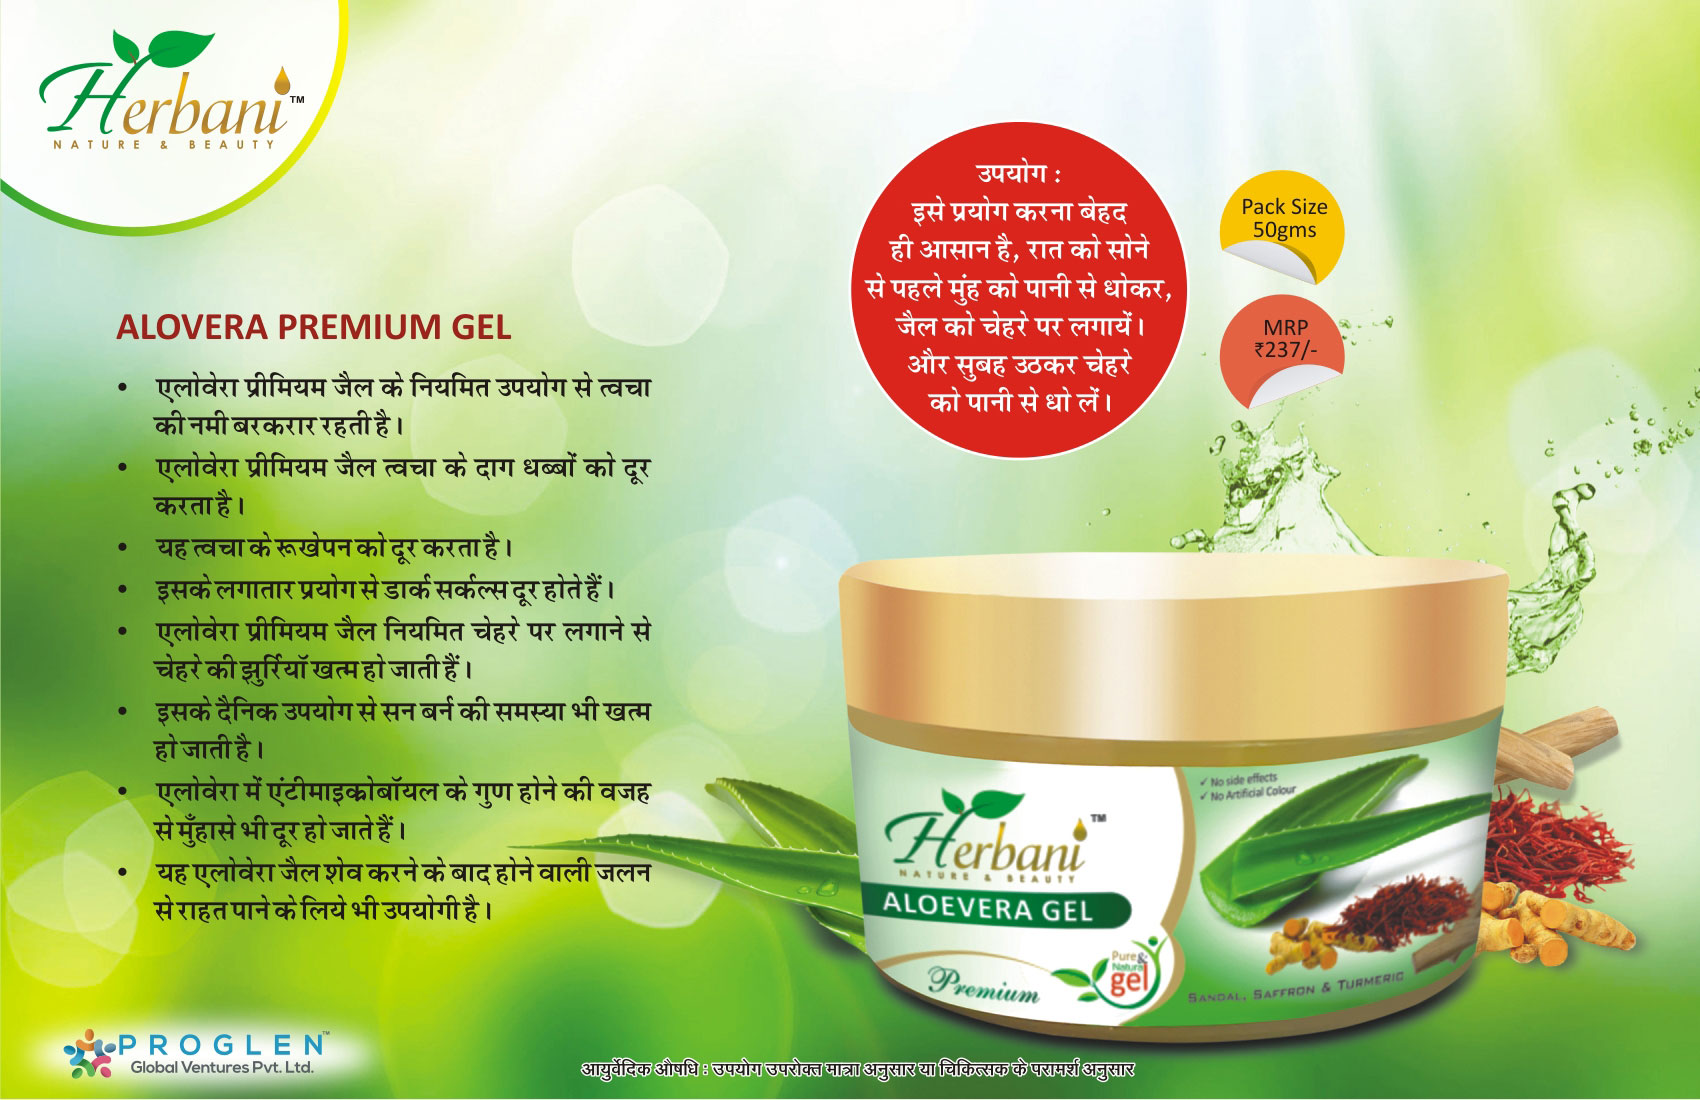 Herbani™
NATURE & BEAUTY
ALOVERA PREMIUM GEL
• एलोवेरा प्रीमियम जैल के नियमित उपयोग से त्वचा
की नमी बरकरार रहती है।
• एलोवेरा प्रीमियम जैल त्वचा के दाग धब्बों को दूर
करता है।
• यह त्वचा के रूखेपन को दूर करता है।
• इसके लगातार प्रयोग से डार्क सर्कल्स दूर होते हैं।
• एलोवेरा प्रीमियम जैल नियमित चेहरे पर लगाने से
चेहरे की झुर्रियॉ खत्म हो जाती हैं।
• इसके दैनिक उपयोग से सन बर्न की समस्या भी खत्म
हो जाती है।
• एलोवेरा में एंटीमाइक्रोबॉयल के गुण होने की वजह
से मुँहासे भी दूर हो जाते हैं।
• यह एलोवेरा जैल शेव करने के बाद होने वाली जलन
से राहत पाने के लिये भी उपयोगी है।
उपयोग :
इसे प्रयोग करना बेहद
ही आसान है, रात को सोने
से पहले मुंह को पानी से धोकर,
जैल को चेहरे पर लगायें।
और सुबह उठकर चेहरे
को पानी से धो लें।
Pack Size
50gms
MRP
₹237/-
✓ No side effects
✓ No Artificial Colour
Herbani™
NATURE & BEAUTY
ALOEVERA GEL
Premium
Pure &
Natural
gel
SANDAL, SAFFRON & TURMERIC
PROGLEN™
Global Ventures Pvt. Ltd.
आयुर्वेदिक औषधि : उपयोग उपरोक्त मात्रा अनुसार या चिकित्सक के परामर्श अनुसार